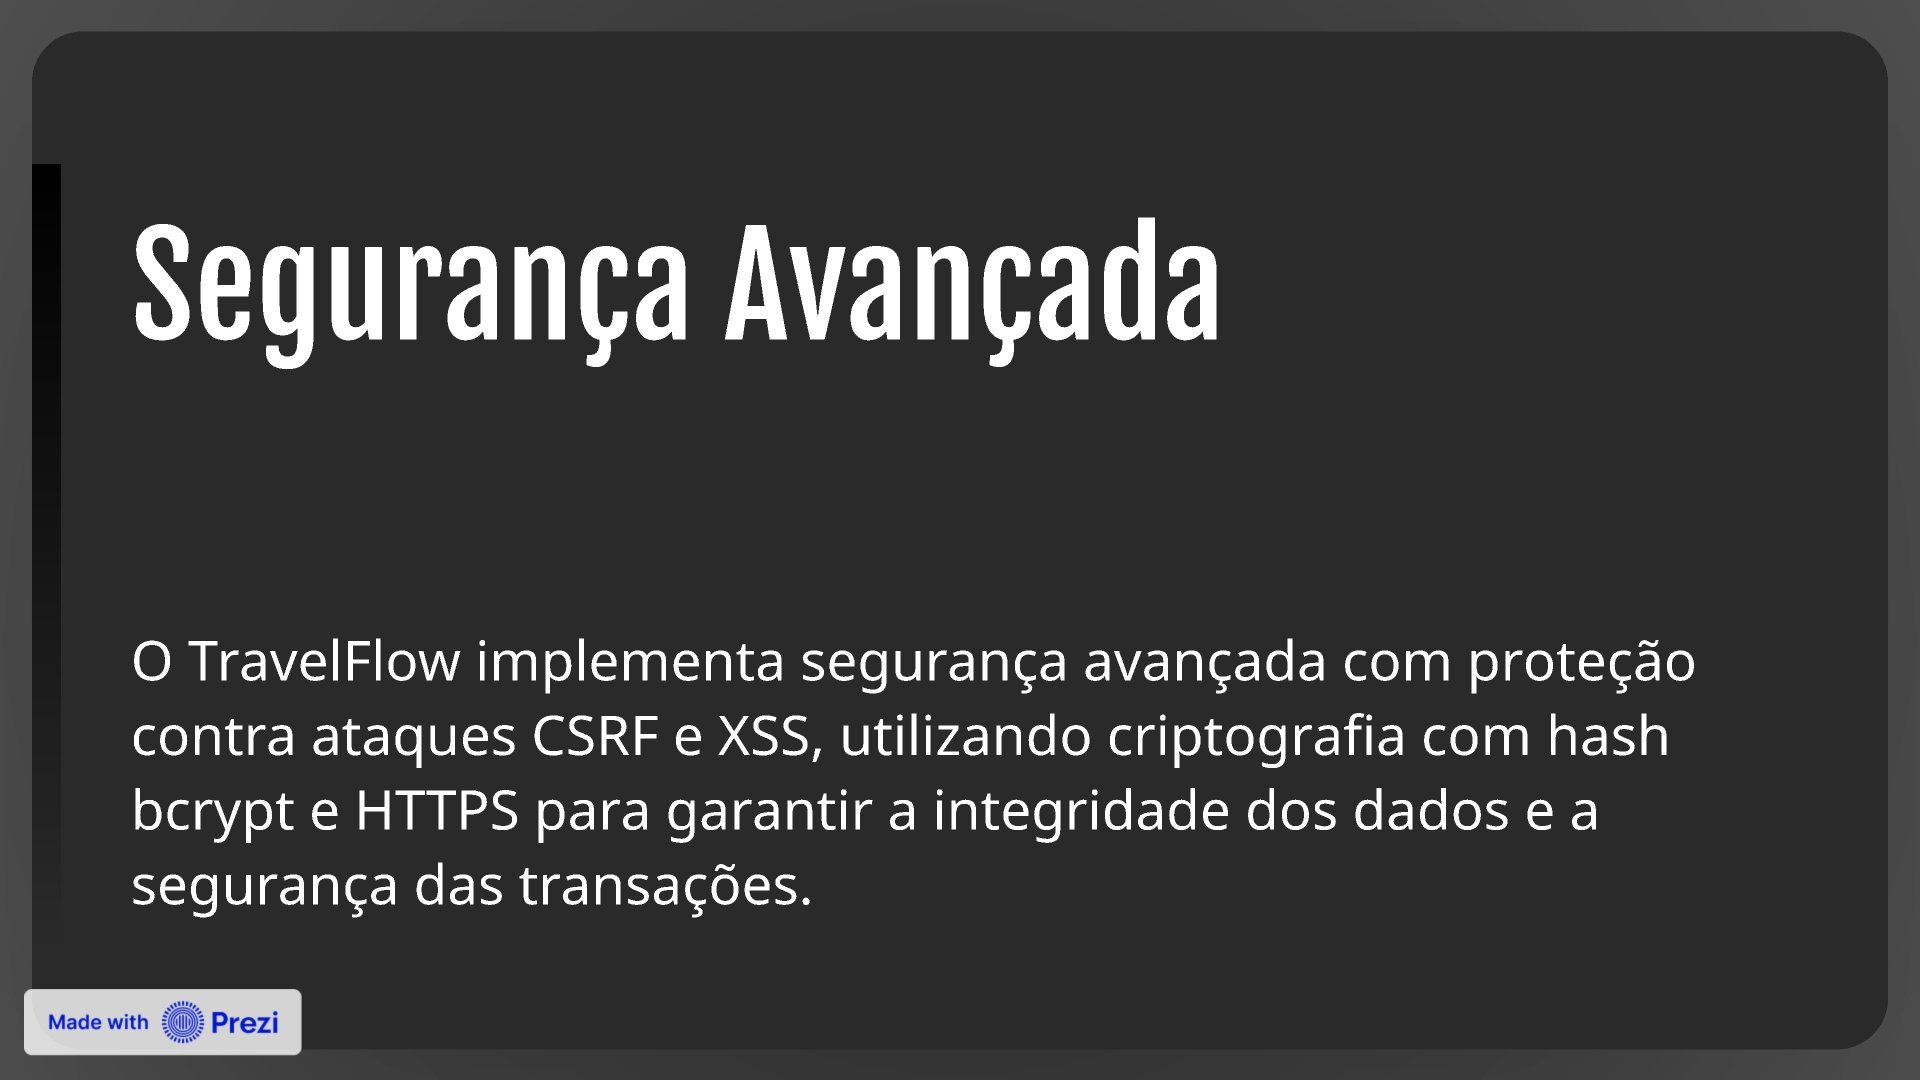 Segurança Avançada
O TravelFlow implementa segurança avançada com proteção
contra ataques CSRF e XSS, utilizando criptografia com hash
bcrypt e HTTPS para garantir a integridade dos dados e a
segurança das transações.
Made with Prezi